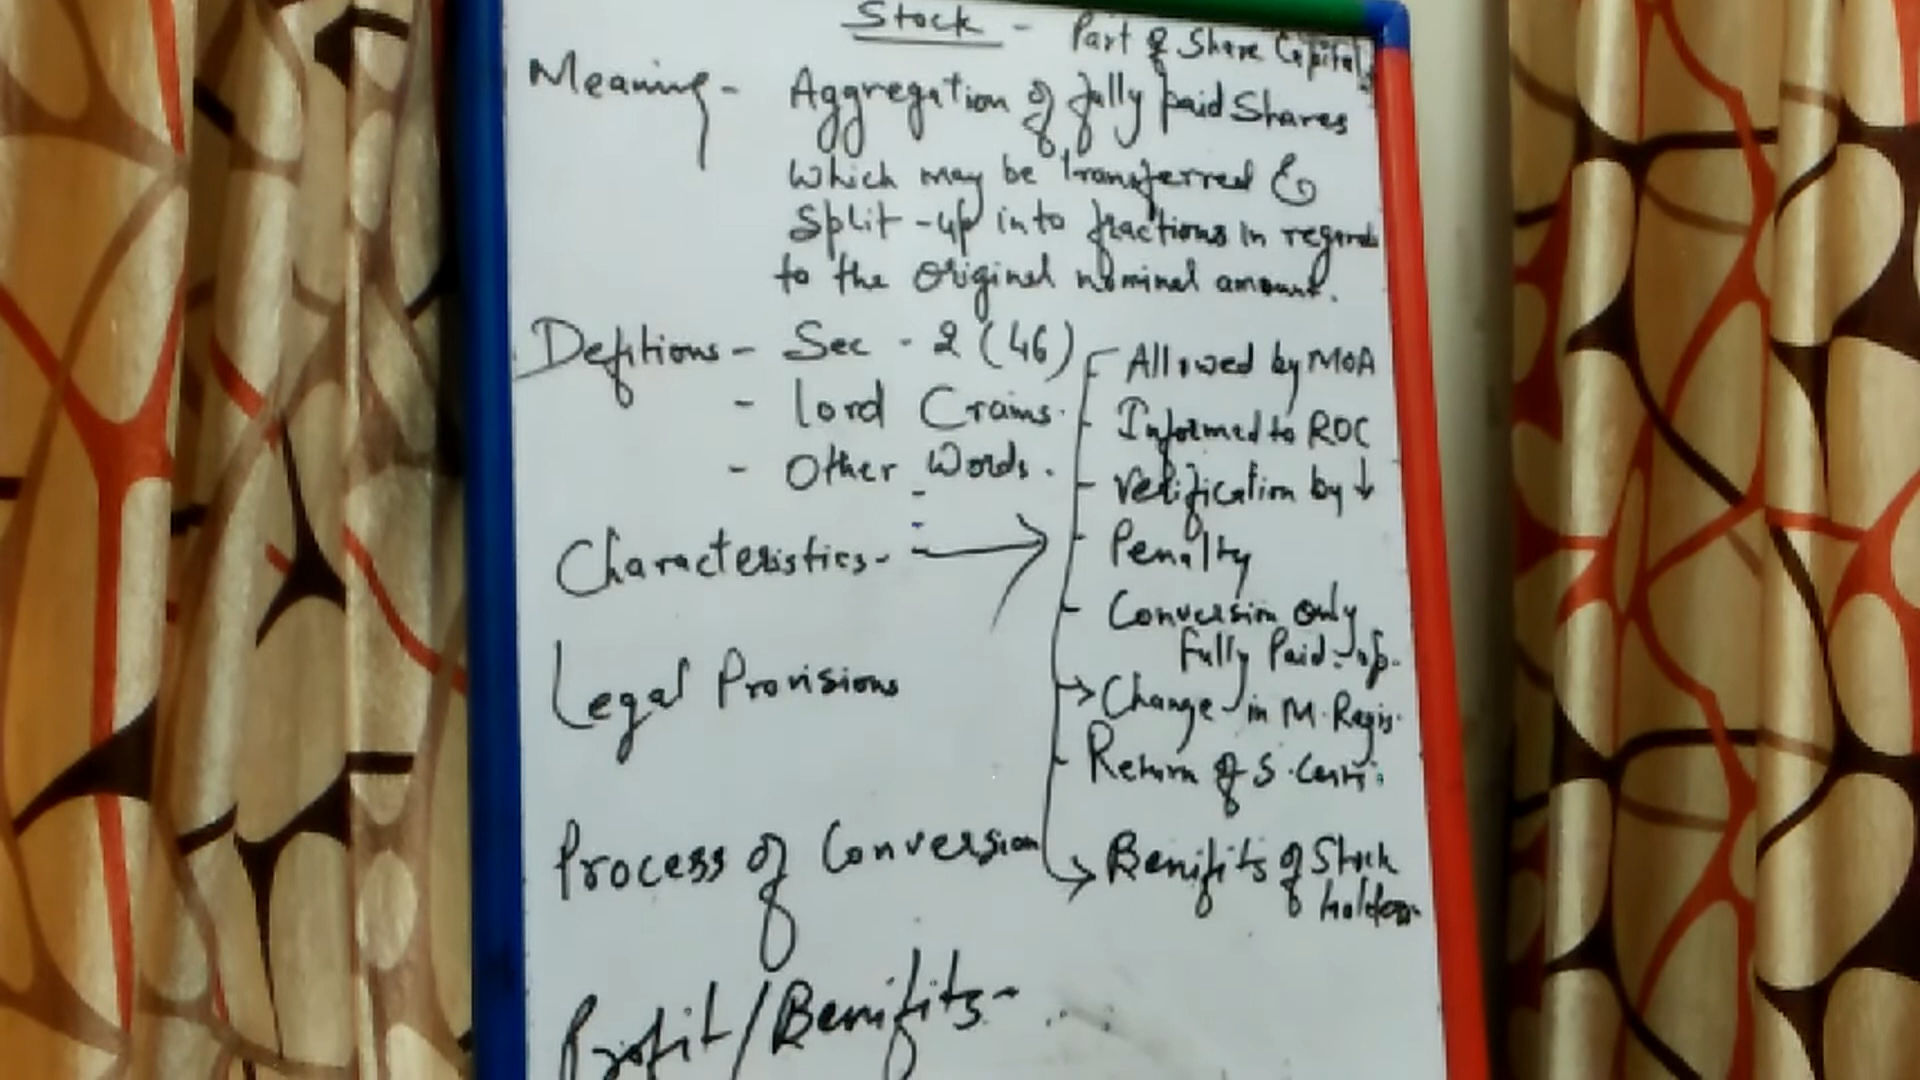 Stock - Part of Share Capital
Meaning - Aggregation of fully paid Shares
which may be transferred &
Split-up into fractions in regard
to the original nominal amount.
Defitions - Sec - 2 (46)
- Lord Crains.
- Other Words.
Characteristics -
Legal Provisions
Process of Conversion
Profit/Benifits -
Allowed by MOA
- Informed to ROC
- Verification by ↓
- Penalty
- Conversion only
fully Paid-up.
→ Change in M. Regis.
- Return of S.
→ Benifits of Stock
holders